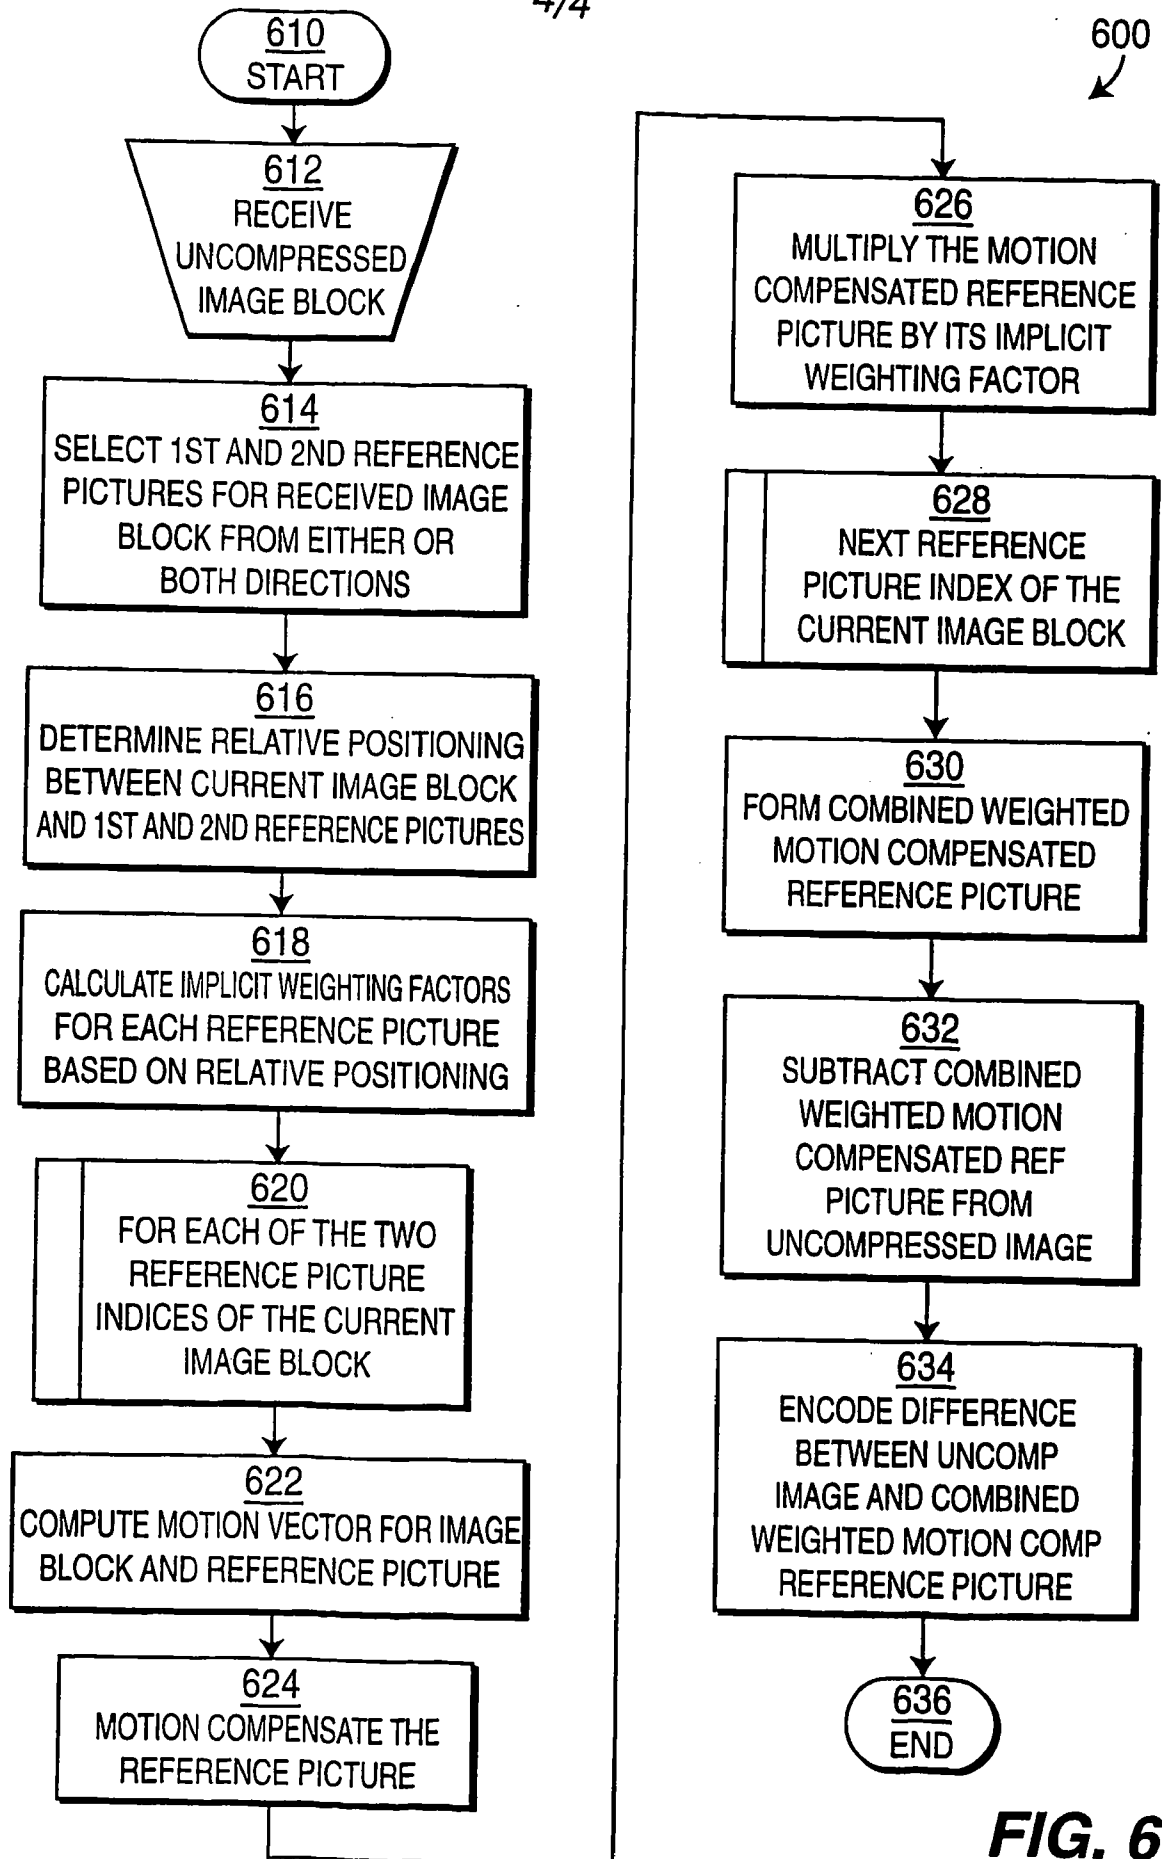 4/4
600
610
START
612
RECEIVE
UNCOMPRESSED
IMAGE BLOCK
614
SELECT 1ST AND 2ND REFERENCE
PICTURES FOR RECEIVED IMAGE
BLOCK FROM EITHER OR
BOTH DIRECTIONS
616
DETERMINE RELATIVE POSITIONING
BETWEEN CURRENT IMAGE BLOCK
AND 1ST AND 2ND REFERENCE PICTURES
618
CALCULATE IMPLICIT WEIGHTING FACTORS
FOR EACH REFERENCE PICTURE
BASED ON RELATIVE POSITIONING
620
FOR EACH OF THE TWO
REFERENCE PICTURE
INDICES OF THE CURRENT
IMAGE BLOCK
622
COMPUTE MOTION VECTOR FOR IMAGE
BLOCK AND REFERENCE PICTURE
624
MOTION COMPENSATE THE
REFERENCE PICTURE
626
MULTIPLY THE MOTION
COMPENSATED REFERENCE
PICTURE BY ITS IMPLICIT
WEIGHTING FACTOR
628
NEXT REFERENCE
PICTURE INDEX OF THE
CURRENT IMAGE BLOCK
630
FORM COMBINED WEIGHTED
MOTION COMPENSATED
REFERENCE PICTURE
632
SUBTRACT COMBINED
WEIGHTED MOTION
COMPENSATED REF
PICTURE FROM
UNCOMPRESSED IMAGE
634
ENCODE DIFFERENCE
BETWEEN UNCOMP
IMAGE AND COMBINED
WEIGHTED MOTION COMP
REFERENCE PICTURE
636
END
FIG. 6